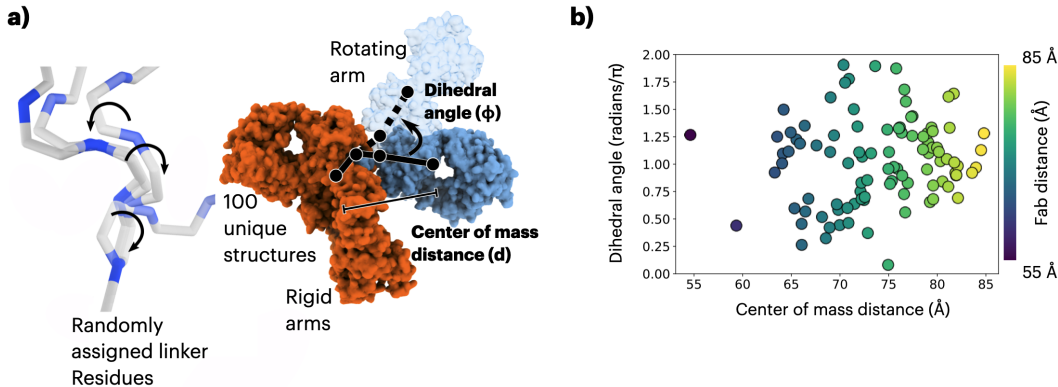 a)
Rotating
arm
Dihedral
angle (ϕ)
100
unique
structures
Center of mass
distance (d)
Rigid
arms
Randomly
assigned linker
Residues
b)
Dihedral angle (radians/π)
2.00
1.75
1.50
1.25
1.00
0.75
0.50
0.25
0.00
55
60
65
70
75
80
85
Center of mass distance (Å)
85 Å
Fab distance (Å)
55 Å